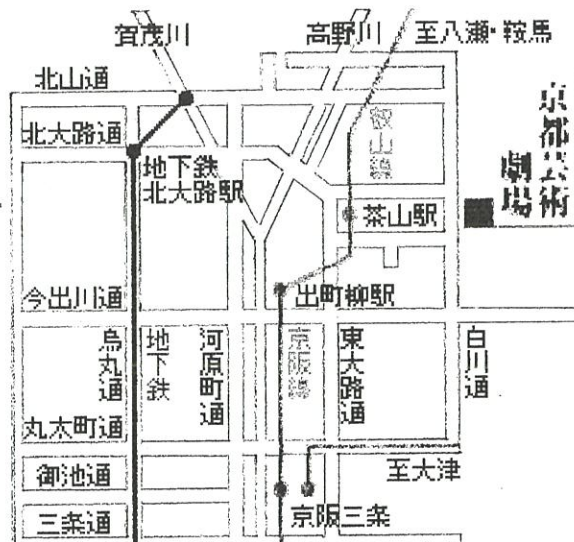 賀茂川
高野川
至八瀬・鞍馬
北山通
北大路通
地下鉄
北大路駅
叡山線
茶山駅
京都芸術
劇場
今出川通
出町柳駅
烏丸通
地下鉄
河原町通
京阪線
東大路通
白川通
丸太町通
御池通
至大津
三条通
京阪三条